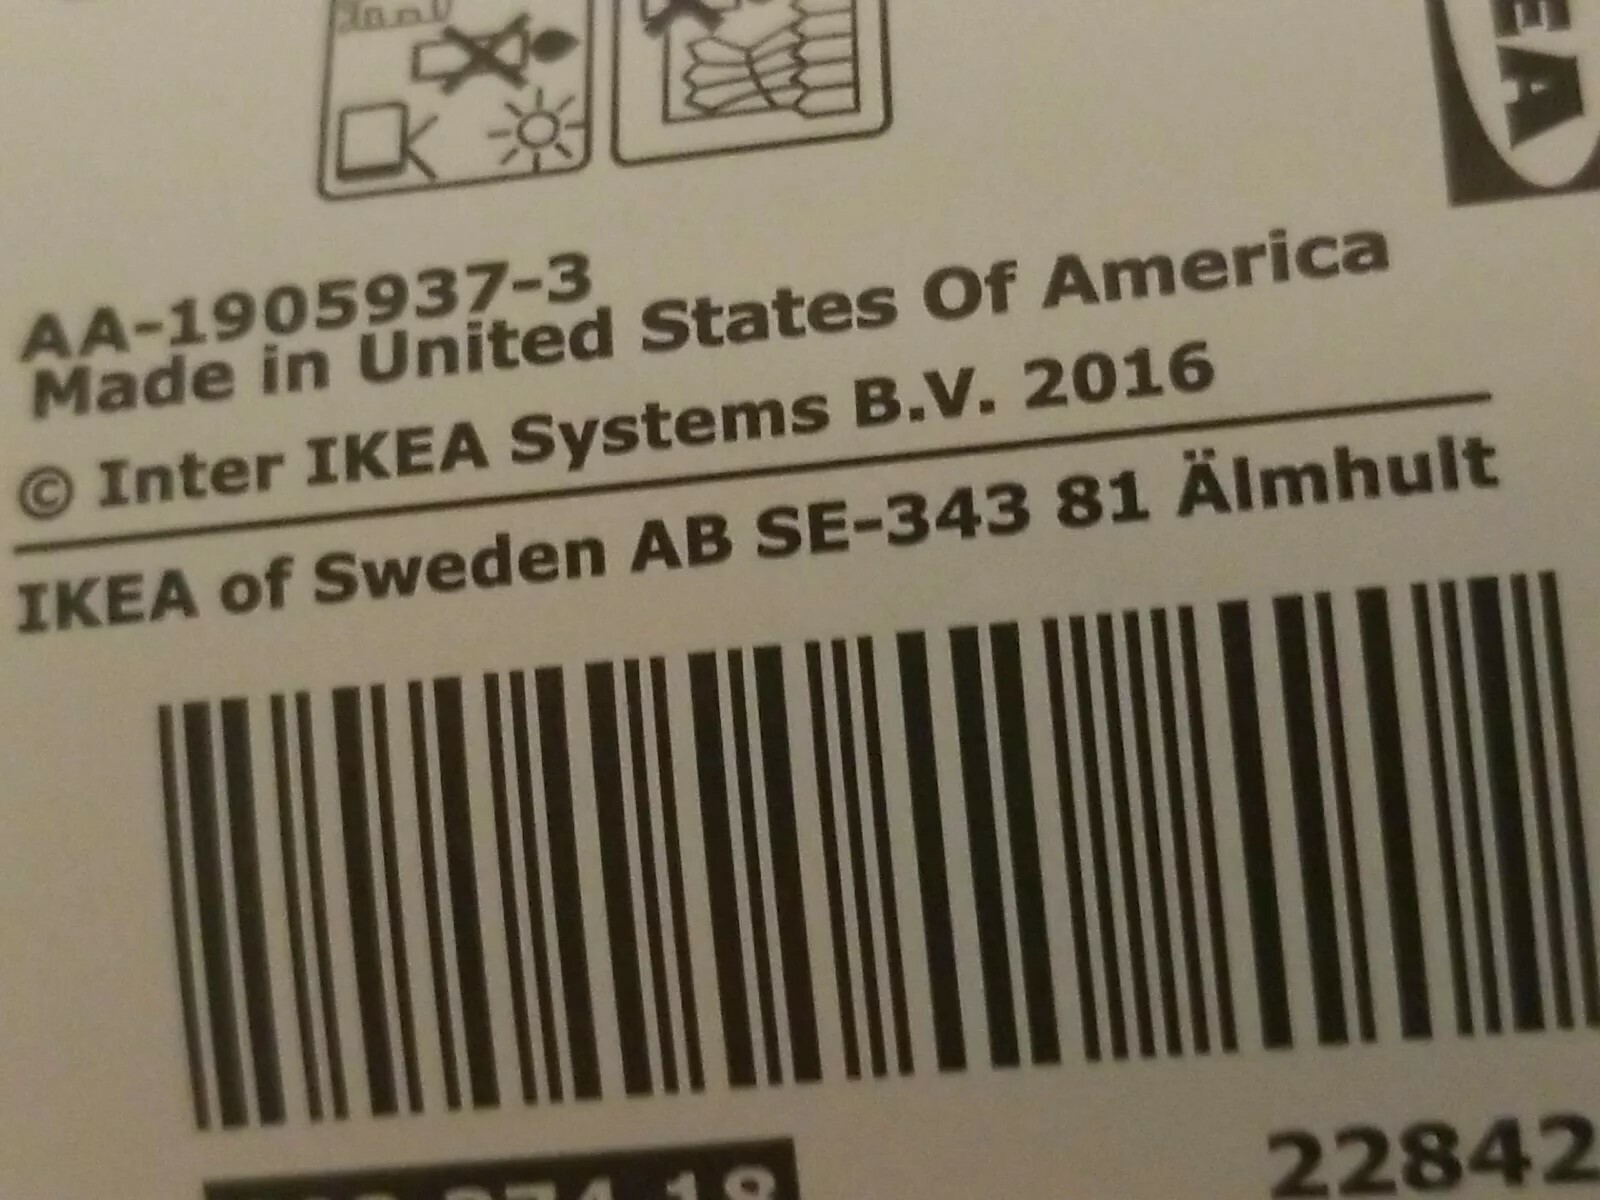 AA-1905937-3
Made in United States Of America
© Inter IKEA Systems B.V. 2016
IKEA of Sweden AB SE-343 81 Älmhult
22842